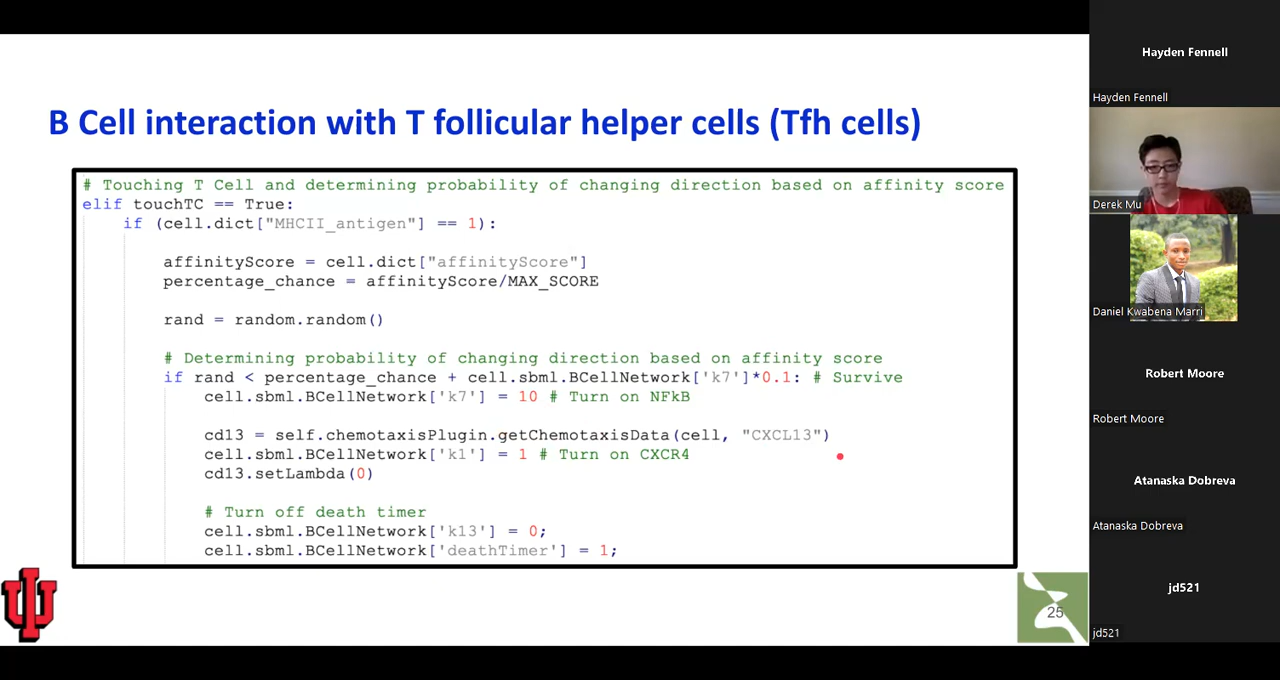 B Cell interaction with T follicular helper cells (Tfh cells)
# Touching T Cell and determining probability of changing direction based on affinity score
elif touchTC == True:
if (cell.dict["MHCII_antigen"] == 1):
affinityScore = cell.dict["affinityScore"]
percentage_chance = affinityScore/MAX_SCORE
rand = random.random()
# Determining probability of changing direction based on affinity score
if rand < percentage_chance + cell.sbml.BCellNetwork['k7']*0.1: # Survive
cell.sbml.BCellNetwork['k7'] = 10 # Turn on NFkB
cd13 = self.chemotaxisPlugin.getChemotaxisData(cell, "CXCL13")
cell.sbml.BCellNetwork['k1'] = 1 # Turn on CXCR4
cd13.setLambda(0)
# Turn off death timer
cell.sbml.BCellNetwork['k13'] = 0;
cell.sbml.BCellNetwork['deathTimer'] = 1;
25
Hayden Fennell
Hayden Fennell
Derek Mu
Daniel Kwabena Marri
Robert Moore
Robert Moore
Atanaska Dobreva
Atanaska Dobreva
jd521
jd521